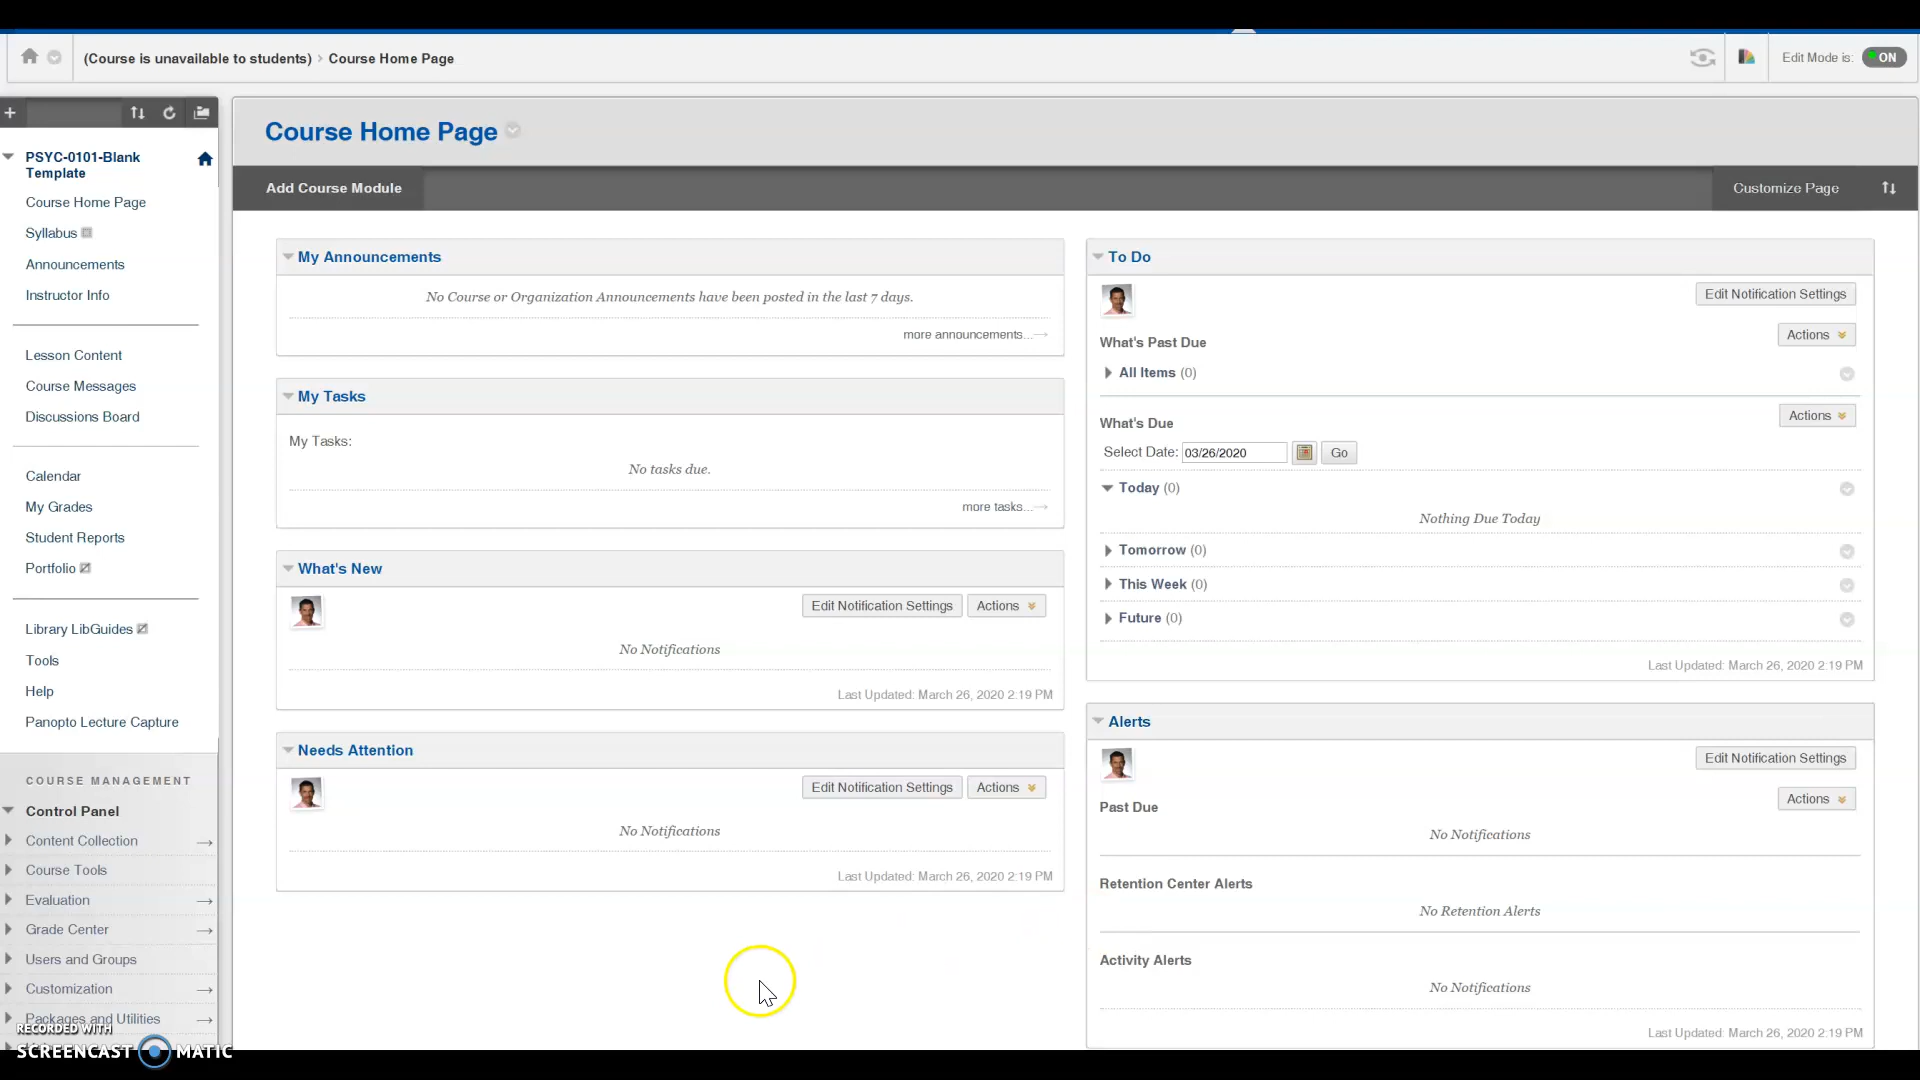 (Course is unavailable to students) › Course Home Page
Edit Mode is: ON
PSYC-0101-Blank
Template
Course Home Page
Syllabus
Announcements
Instructor Info
Lesson Content
Course Messages
Discussions Board
Calendar
My Grades
Student Reports
Portfolio
Library LibGuides
Tools
Help
Panopto Lecture Capture
COURSE MANAGEMENT
Control Panel
Content Collection
Course Tools
Evaluation
Grade Center
Users and Groups
Customization
Packages and Utilities
RECORDED WITH
SCREENCAST MATIC
Course Home Page
Add Course Module
Customize Page
My Announcements
No Course or Organization Announcements have been posted in the last 7 days.
more announcements...
My Tasks
My Tasks:
No tasks due.
more tasks...
What's New
Edit Notification Settings Actions
No Notifications
Last Updated: March 26, 2020 2:19 PM
Needs Attention
Edit Notification Settings Actions
No Notifications
Last Updated: March 26, 2020 2:19 PM
To Do
Edit Notification Settings
Actions
What's Past Due
All Items (0)
Actions
What's Due
Select Date: 03/26/2020 Go
Today (0)
Nothing Due Today
Tomorrow (0)
This Week (0)
Future (0)
Last Updated: March 26, 2020 2:19 PM
Alerts
Edit Notification Settings
Actions
Past Due
No Notifications
Retention Center Alerts
No Retention Alerts
Activity Alerts
No Notifications
Last Updated: March 26, 2020 2:19 PM